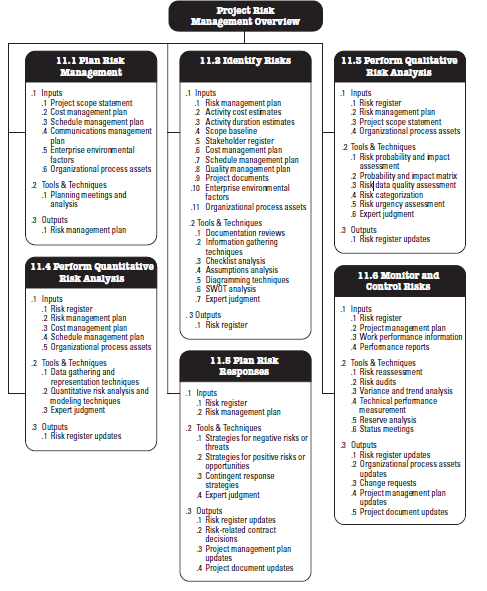 Project Risk
Management Overview
11.1 Plan Risk
Management
.1 Inputs
.1 Project scope statement
.2 Cost management plan
.3 Schedule management plan
.4 Communications management
plan
.5 Enterprise environmental
factors
.6 Organizational process assets
.2 Tools & Techniques
.1 Planning meetings and
analysis
.3 Outputs
.1 Risk management plan
11.2 Identify Risks
.1 Inputs
.1 Risk management plan
.2 Activity cost estimates
.3 Activity duration estimates
.4 Scope baseline
.5 Stakeholder register
.6 Cost management plan
.7 Schedule management plan
.8 Quality management plan
.9 Project documents
.10 Enterprise environmental
factors
.11 Organizational process assets
.2 Tools & Techniques
.1 Documentation reviews
.2 Information gathering
techniques
.3 Checklist analysis
.4 Assumptions analysis
.5 Diagramming techniques
.6 SWOT analysis
.7 Expert judgment
.3 Outputs
.1 Risk register
11.3 Perform Qualitative
Risk Analysis
.1 Inputs
.1 Risk register
.2 Risk management plan
.3 Project scope statement
.4 Organizational process assets
.2 Tools & Techniques
.1 Risk probability and impact
assessment
.2 Probability and impact matrix
.3 Risk data quality assessment
.4 Risk categorization
.5 Risk urgency assessment
.6 Expert judgment
.3 Outputs
.1 Risk register updates
11.4 Perform Quantitative
Risk Analysis
.1 Inputs
.1 Risk register
.2 Risk management plan
.3 Cost management plan
.4 Schedule management plan
.5 Organizational process assets
.2 Tools & Techniques
.1 Data gathering and
representation techniques
.2 Quantitative risk analysis and
modeling techniques
.3 Expert judgment
.3 Outputs
.1 Risk register updates
11.5 Plan Risk
Responses
.1 Inputs
.1 Risk register
.2 Risk management plan
.2 Tools & Techniques
.1 Strategies for negative risks or
threats
.2 Strategies for positive risks or
opportunities
.3 Contingent response
strategies
.4 Expert judgment
.3 Outputs
.1 Risk register updates
.2 Risk-related contract
decisions
.3 Project management plan
updates
.4 Project document updates
11.6 Monitor and
Control Risks
.1 Inputs
.1 Risk register
.2 Project management plan
.3 Work performance information
.4 Performance reports
.2 Tools & Techniques
.1 Risk reassessment
.2 Risk audits
.3 Variance and trend analysis
.4 Technical performance
measurement
.5 Reserve analysis
.6 Status meetings
.3 Outputs
.1 Risk register updates
.2 Organizational process assets
updates
.3 Change requests
.4 Project management plan
updates
.5 Project document updates